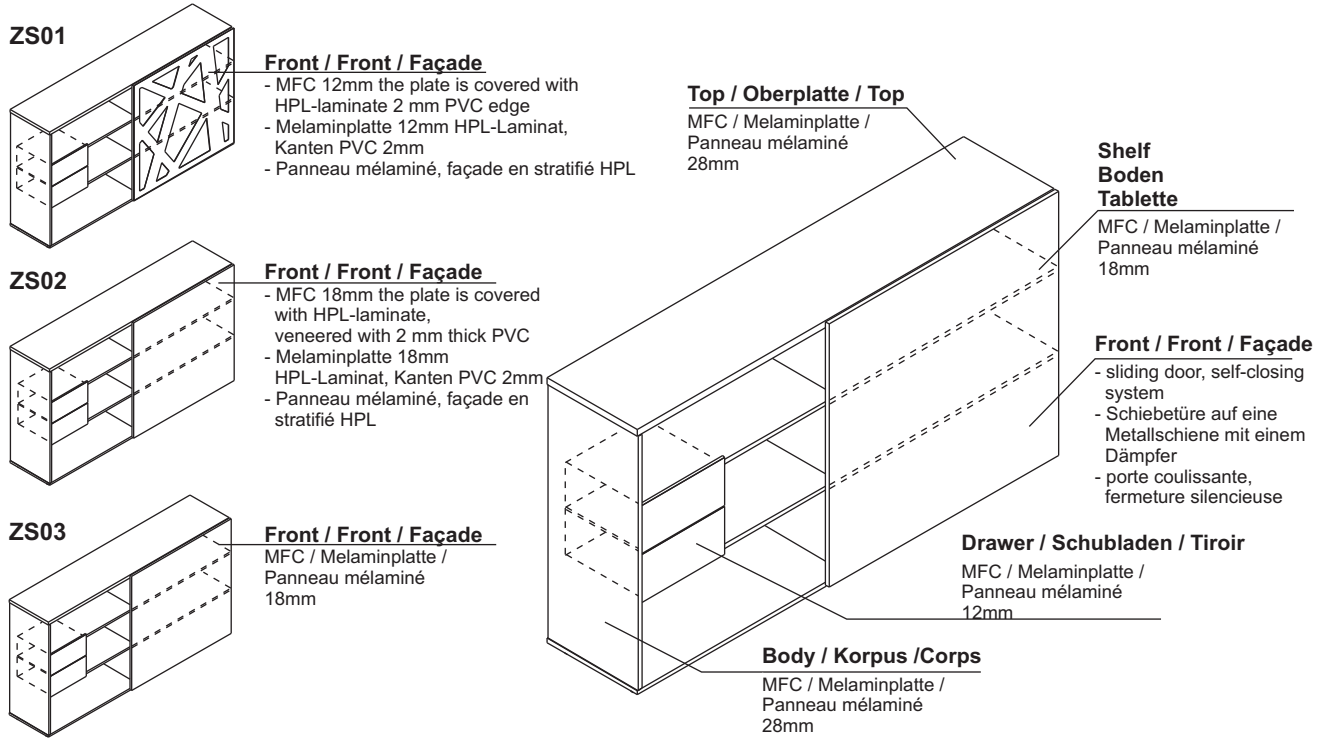 ZS01
Front / Front / Façade
- MFC 12mm the plate is covered with
HPL-laminate 2 mm PVC edge
- Melaminplatte 12mm HPL-Laminat,
Kanten PVC 2mm
- Panneau mélaminé, façade en stratifié HPL
ZS02
Front / Front / Façade
- MFC 18mm the plate is covered
with HPL-laminate,
veneered with 2 mm thick PVC
- Melaminplatte 18mm
HPL-Laminat, Kanten PVC 2mm
- Panneau mélaminé, façade en
stratifié HPL
ZS03
Front / Front / Façade
MFC / Melaminplatte /
Panneau mélaminé
18mm
Top / Oberplatte / Top
MFC / Melaminplatte /
Panneau mélaminé
28mm
Shelf
Boden
Tablette
MFC / Melaminplatte /
Panneau mélaminé
18mm
Front / Front / Façade
- sliding door, self-closing
system
- Schiebetüre auf eine
Metallschiene mit einem
Dämpfer
- porte coulissante,
fermeture silencieuse
Drawer / Schubladen / Tiroir
MFC / Melaminplatte /
Panneau mélaminé
12mm
Body / Korpus /Corps
MFC / Melaminplatte /
Panneau mélaminé
28mm